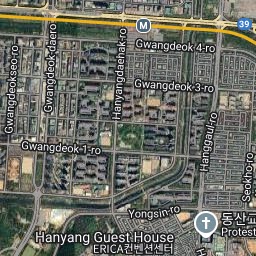 M
39
Gwangdeok 4-ro
Gwangdeokseo-ro
Gwangdeok-daero
Hanyangdaehak-ro
Gwangdeok 3-ro
Hanggaul-ro
Seokho-ro
Gwangdeok 1-ro
Yongsin-ro
동산교
Protest
Hanyang Guest House
ERICA컨벤션센터